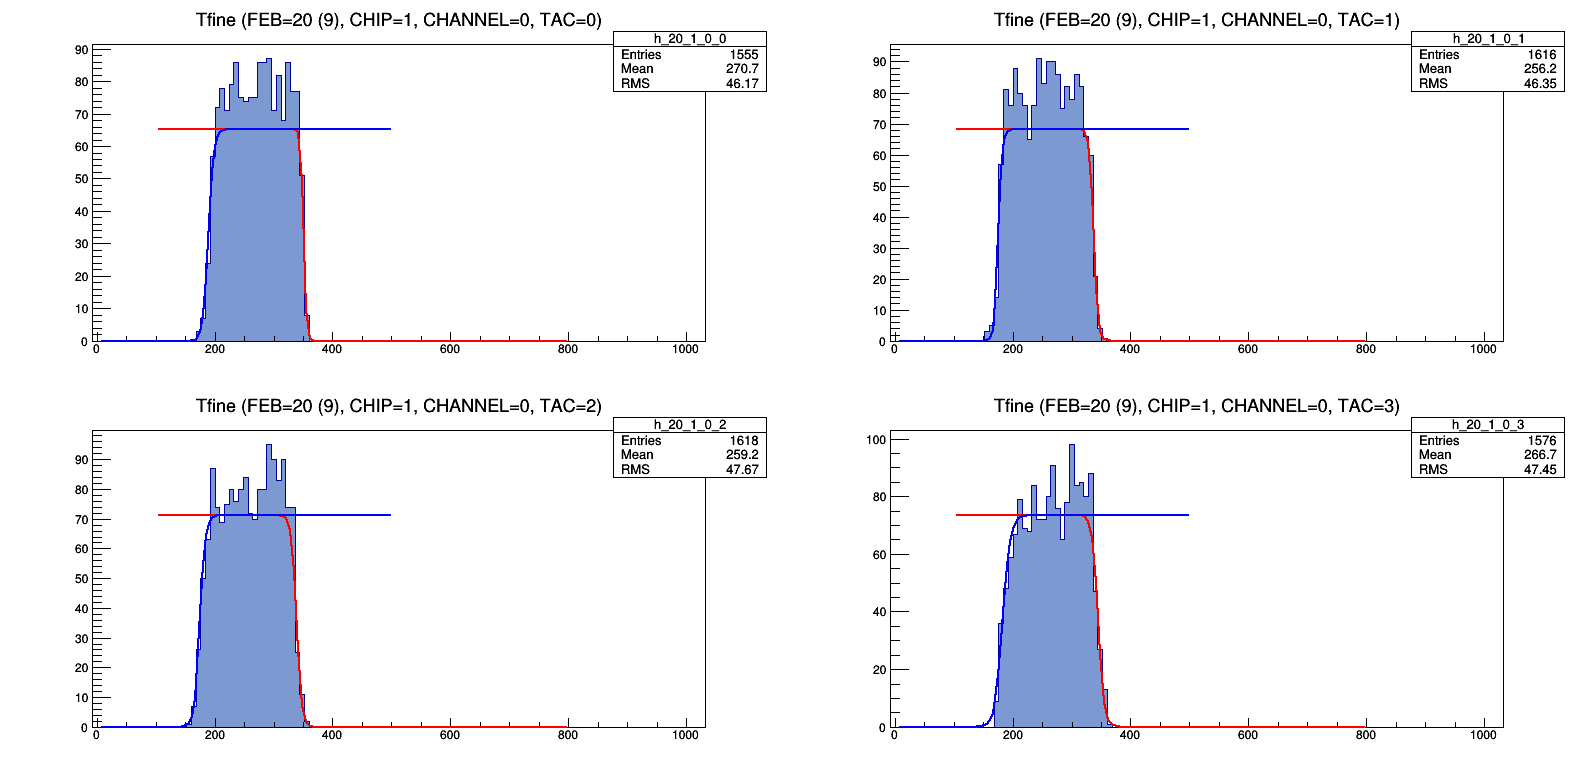 Tfine (FEB=20 (9), CHIP=1, CHANNEL=0, TAC=0)
h_20_1_0_0
Entries 1555
Mean 270.7
RMS 46.17
90
80
70
60
50
40
30
20
10
0
0 200 400 600 800 1000
Tfine (FEB=20 (9), CHIP=1, CHANNEL=0, TAC=1)
h_20_1_0_1
Entries 1616
Mean 256.2
RMS 46.35
90
80
70
60
50
40
30
20
10
0
0 200 400 600 800 1000
Tfine (FEB=20 (9), CHIP=1, CHANNEL=0, TAC=2)
h_20_1_0_2
Entries 1618
Mean 259.2
RMS 47.67
90
80
70
60
50
40
30
20
10
0
0 200 400 600 800 1000
Tfine (FEB=20 (9), CHIP=1, CHANNEL=0, TAC=3)
h_20_1_0_3
Entries 1576
Mean 266.7
RMS 47.45
100
80
60
40
20
0
0 200 400 600 800 1000